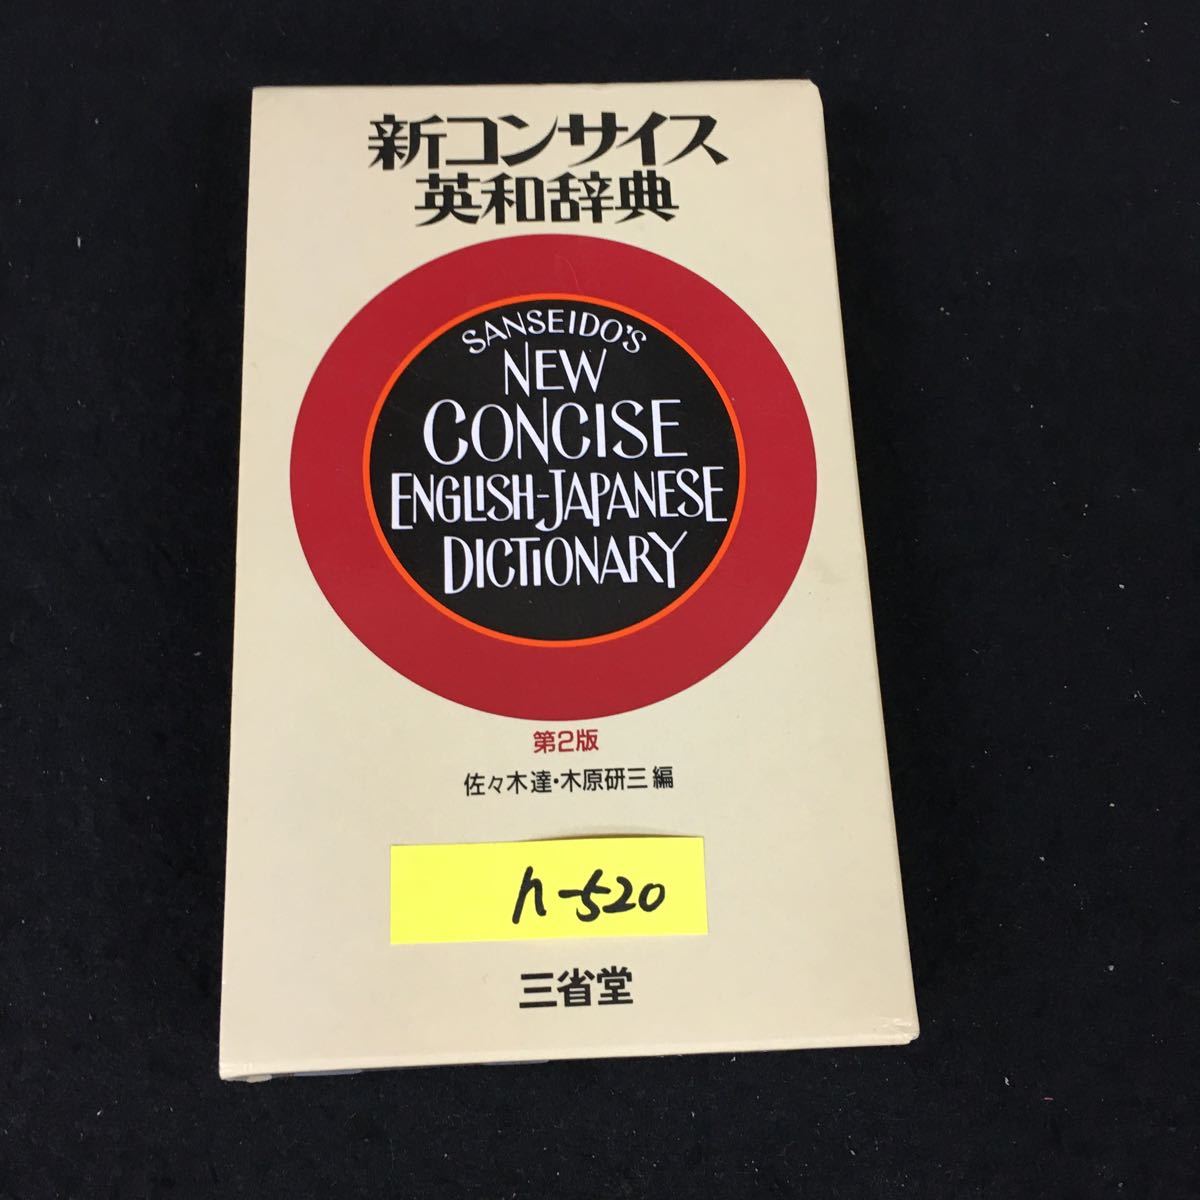 新コンサイス
英和辞典
SANSEIDO'S
NEW
CONCISE
ENGLISH-JAPANESE
DICTIONARY
第2版
佐々木達・木原研三編
h-520
三省堂